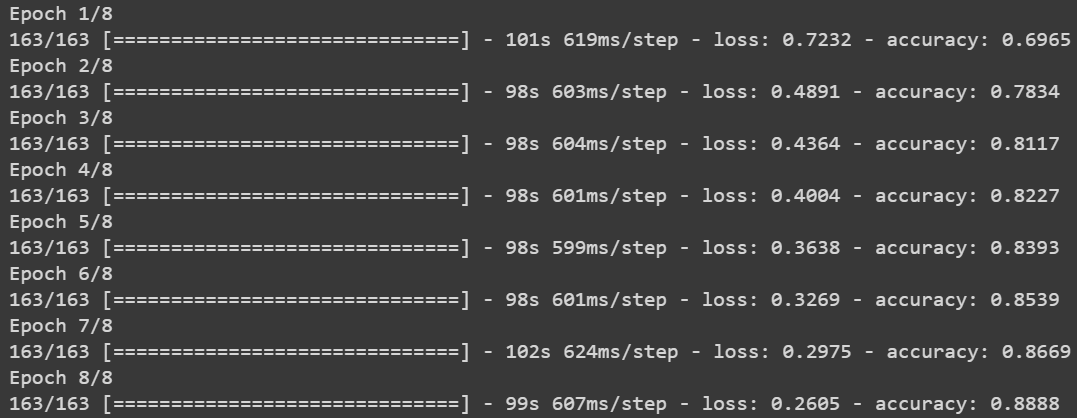 Epoch 1/8
163/163 [==============================] - 101s 619ms/step - loss: 0.7232 - accuracy: 0.6965
Epoch 2/8
163/163 [==============================] - 98s 603ms/step - loss: 0.4891 - accuracy: 0.7834
Epoch 3/8
163/163 [==============================] - 98s 604ms/step - loss: 0.4364 - accuracy: 0.8117
Epoch 4/8
163/163 [==============================] - 98s 601ms/step - loss: 0.4004 - accuracy: 0.8227
Epoch 5/8
163/163 [==============================] - 98s 599ms/step - loss: 0.3638 - accuracy: 0.8393
Epoch 6/8
163/163 [==============================] - 98s 601ms/step - loss: 0.3269 - accuracy: 0.8539
Epoch 7/8
163/163 [==============================] - 102s 624ms/step - loss: 0.2975 - accuracy: 0.8669
Epoch 8/8
163/163 [==============================] - 99s 607ms/step - loss: 0.2605 - accuracy: 0.8888